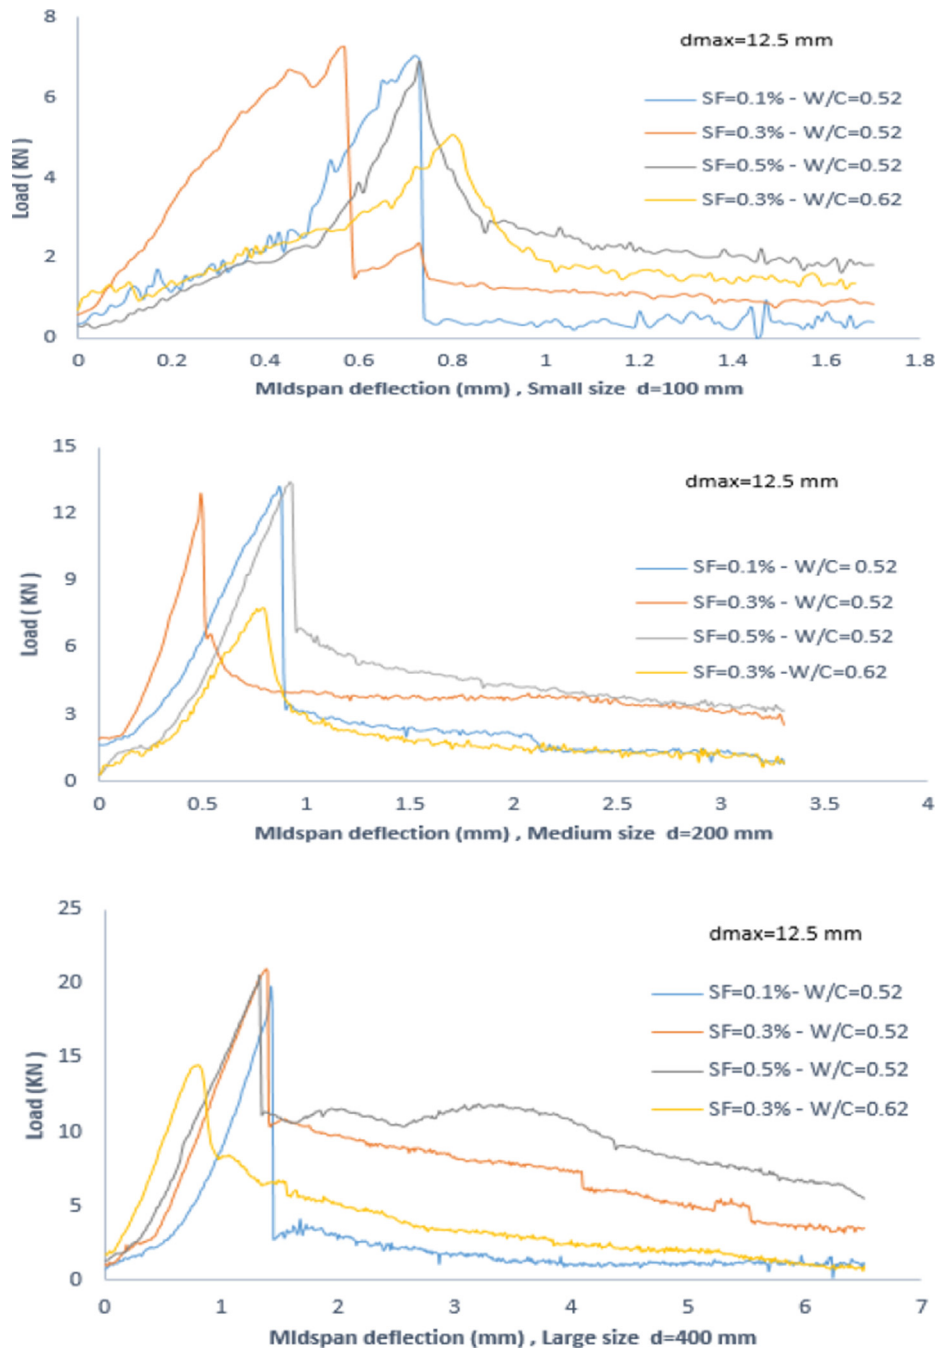 8
dmax=12.5 mm
6
SF=0.1% - W/C=0.52
SF=0.3% - W/C=0.52
4
SF=0.5% - W/C=0.52
SF=0.3% - W/C=0.62
Load ( KN)
2
0
0 0.2 0.4 0.6 0.8 1 1.2 1.4 1.6 1.8
MIdspan deflection (mm) , Small size d=100 mm
15
dmax=12.5 mm
12
SF=0.1% - W/C= 0.52
9
SF=0.3% - W/C=0.52
SF=0.5% - W/C=0.52
6
SF=0.3% -W/C=0.62
Load ( KN )
3
0
0 0.5 1 1.5 2 2.5 3 3.5 4
MIdspan deflection (mm) , Medium size d=200 mm
25
dmax=12.5 mm
20
SF=0.1%- W/C=0.52
SF=0.3% - W/C=0.52
15
SF=0.5% - W/C=0.52
SF=0.3% - W/C=0.62
10
Load (KN )
5
0
0 1 2 3 4 5 6 7
MIdspan deflection (mm) , Large size d=400 mm